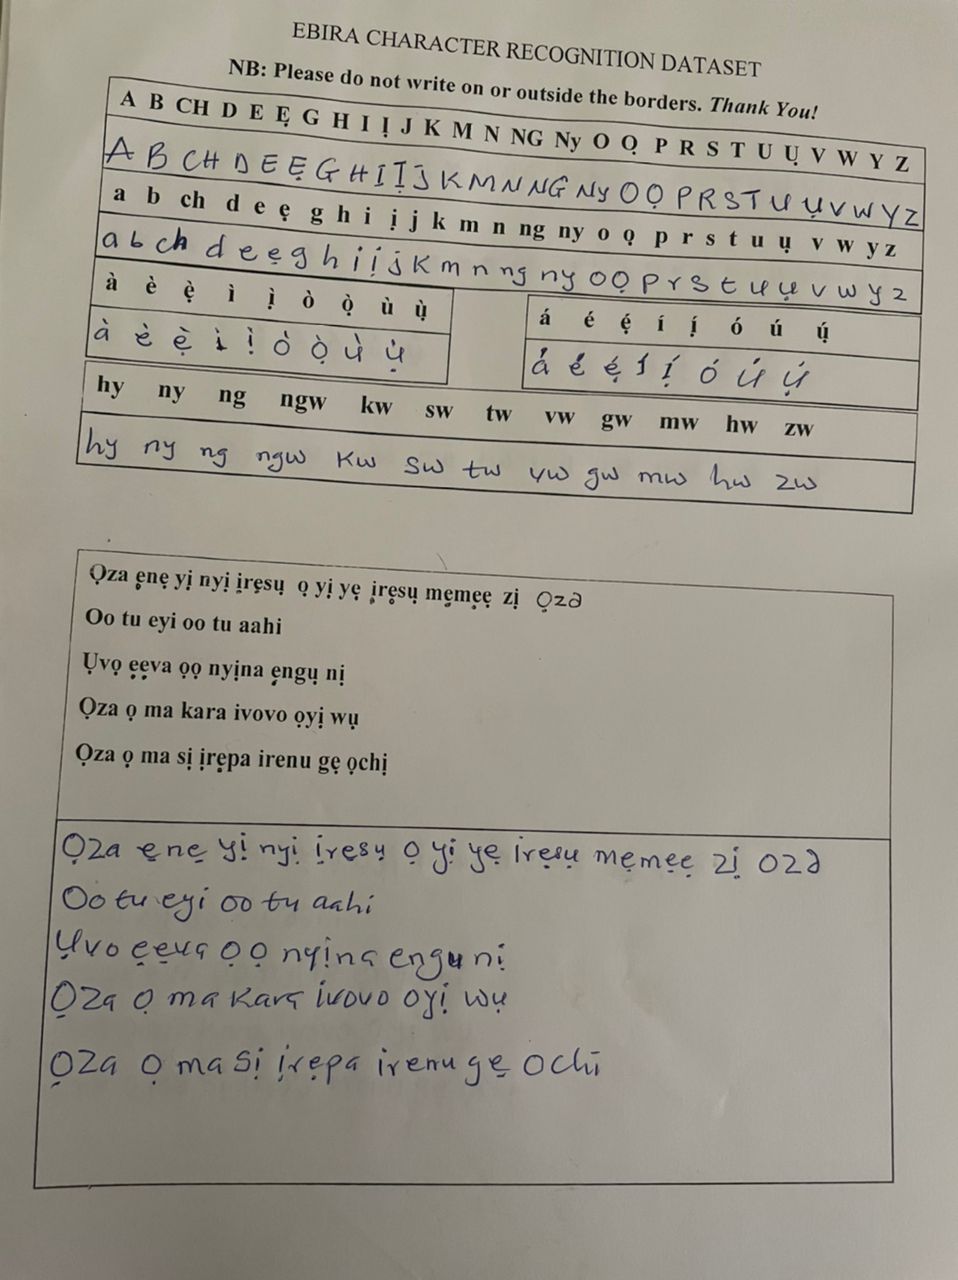 EBIRA CHARACTER RECOGNITION DATASET
NB: Please do not write on or outside the borders. Thank You!
A B CH D E Ẹ G H I Ị J K M N NG Ny O Ọ P R S T U Ụ V W Y Z
A B CH D E Ẹ G H I Ị J K M N NG Ny O Ọ P R S T U Ụ V W Y Z
a b ch d e ẹ g h i ị j k m n ng ny o ọ p r s t u ụ v w y z
a b ch d e ẹ g h i ị j k m n ng ny o ọ p r s t u ụ v w y z
à è ẹ̀ ì ị̀ ò ọ̀ ù ụ̀
à è ẹ̀ ì ị̀ ò ọ̀ ù ụ̀
á é ẹ́ í ị́ ó ú ụ́
á é ẹ́ í ị́ ó ú ụ́
hy ny ng ngw kw sw tw vw gw mw hw zw
hy ny ng ngw kw sw tw vw gw mw hw zw
Ọza ẹnẹ yị nyị ịrẹsụ ọ yị yẹ ịrẹsụ mẹmẹẹ zị Ọza
Oo tu eyi oo tu aahi
Ụvọ ẹẹva ọọ nyịna ẹngụ nị
Ọza ọ ma kara ivovo ọyị wụ
Ọza ọ ma sị ịrẹpa irenu gẹ ọchị
Ọza ẹnẹ yị nyị ịrẹsụ ọ yị yẹ irẹsụ mẹmẹẹ zị Oza
Oo tu eyi oo tu aahi
Ụvo ẹẹva ọọ nyịna engu nị
Ọza ọ ma kara ivovo oyị wụ
Ọza ọ ma sị ịrẹpa irenu gẹ ochi